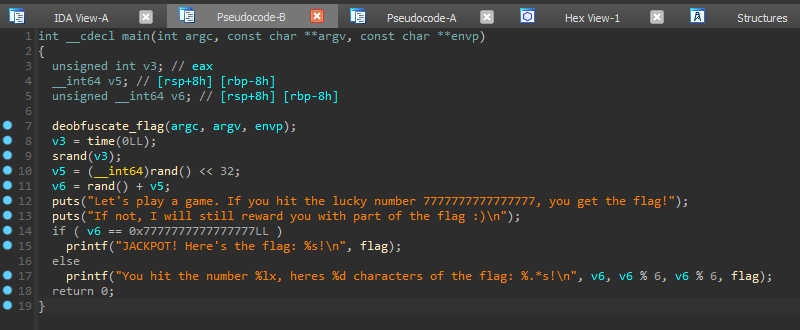 IDA View-A Pseudocode-B Pseudocode-A Hex View-1 Structures
1 int __cdecl main(int argc, const char **argv, const char **envp)
2 {
3 unsigned int v3; // eax
4 __int64 v5; // [rsp+8h] [rbp-8h]
5 unsigned __int64 v6; // [rsp+8h] [rbp-8h]
6
7 deobfuscate_flag(argc, argv, envp);
8 v3 = time(0LL);
9 srand(v3);
10 v5 = (__int64)rand() << 32;
11 v6 = rand() + v5;
12 puts("Let's play a game. If you hit the lucky number 7777777777777777, you get the flag!");
13 puts("If not, I will still reward you with part of the flag :)\n");
14 if ( v6 == 0x7777777777777777LL )
15 printf("JACKPOT! Here's the flag: %s!\n", flag);
16 else
17 printf("You hit the number %lx, heres %d characters of the flag: %.*s!\n", v6, v6 % 6, v6 % 6, flag);
18 return 0;
19 }